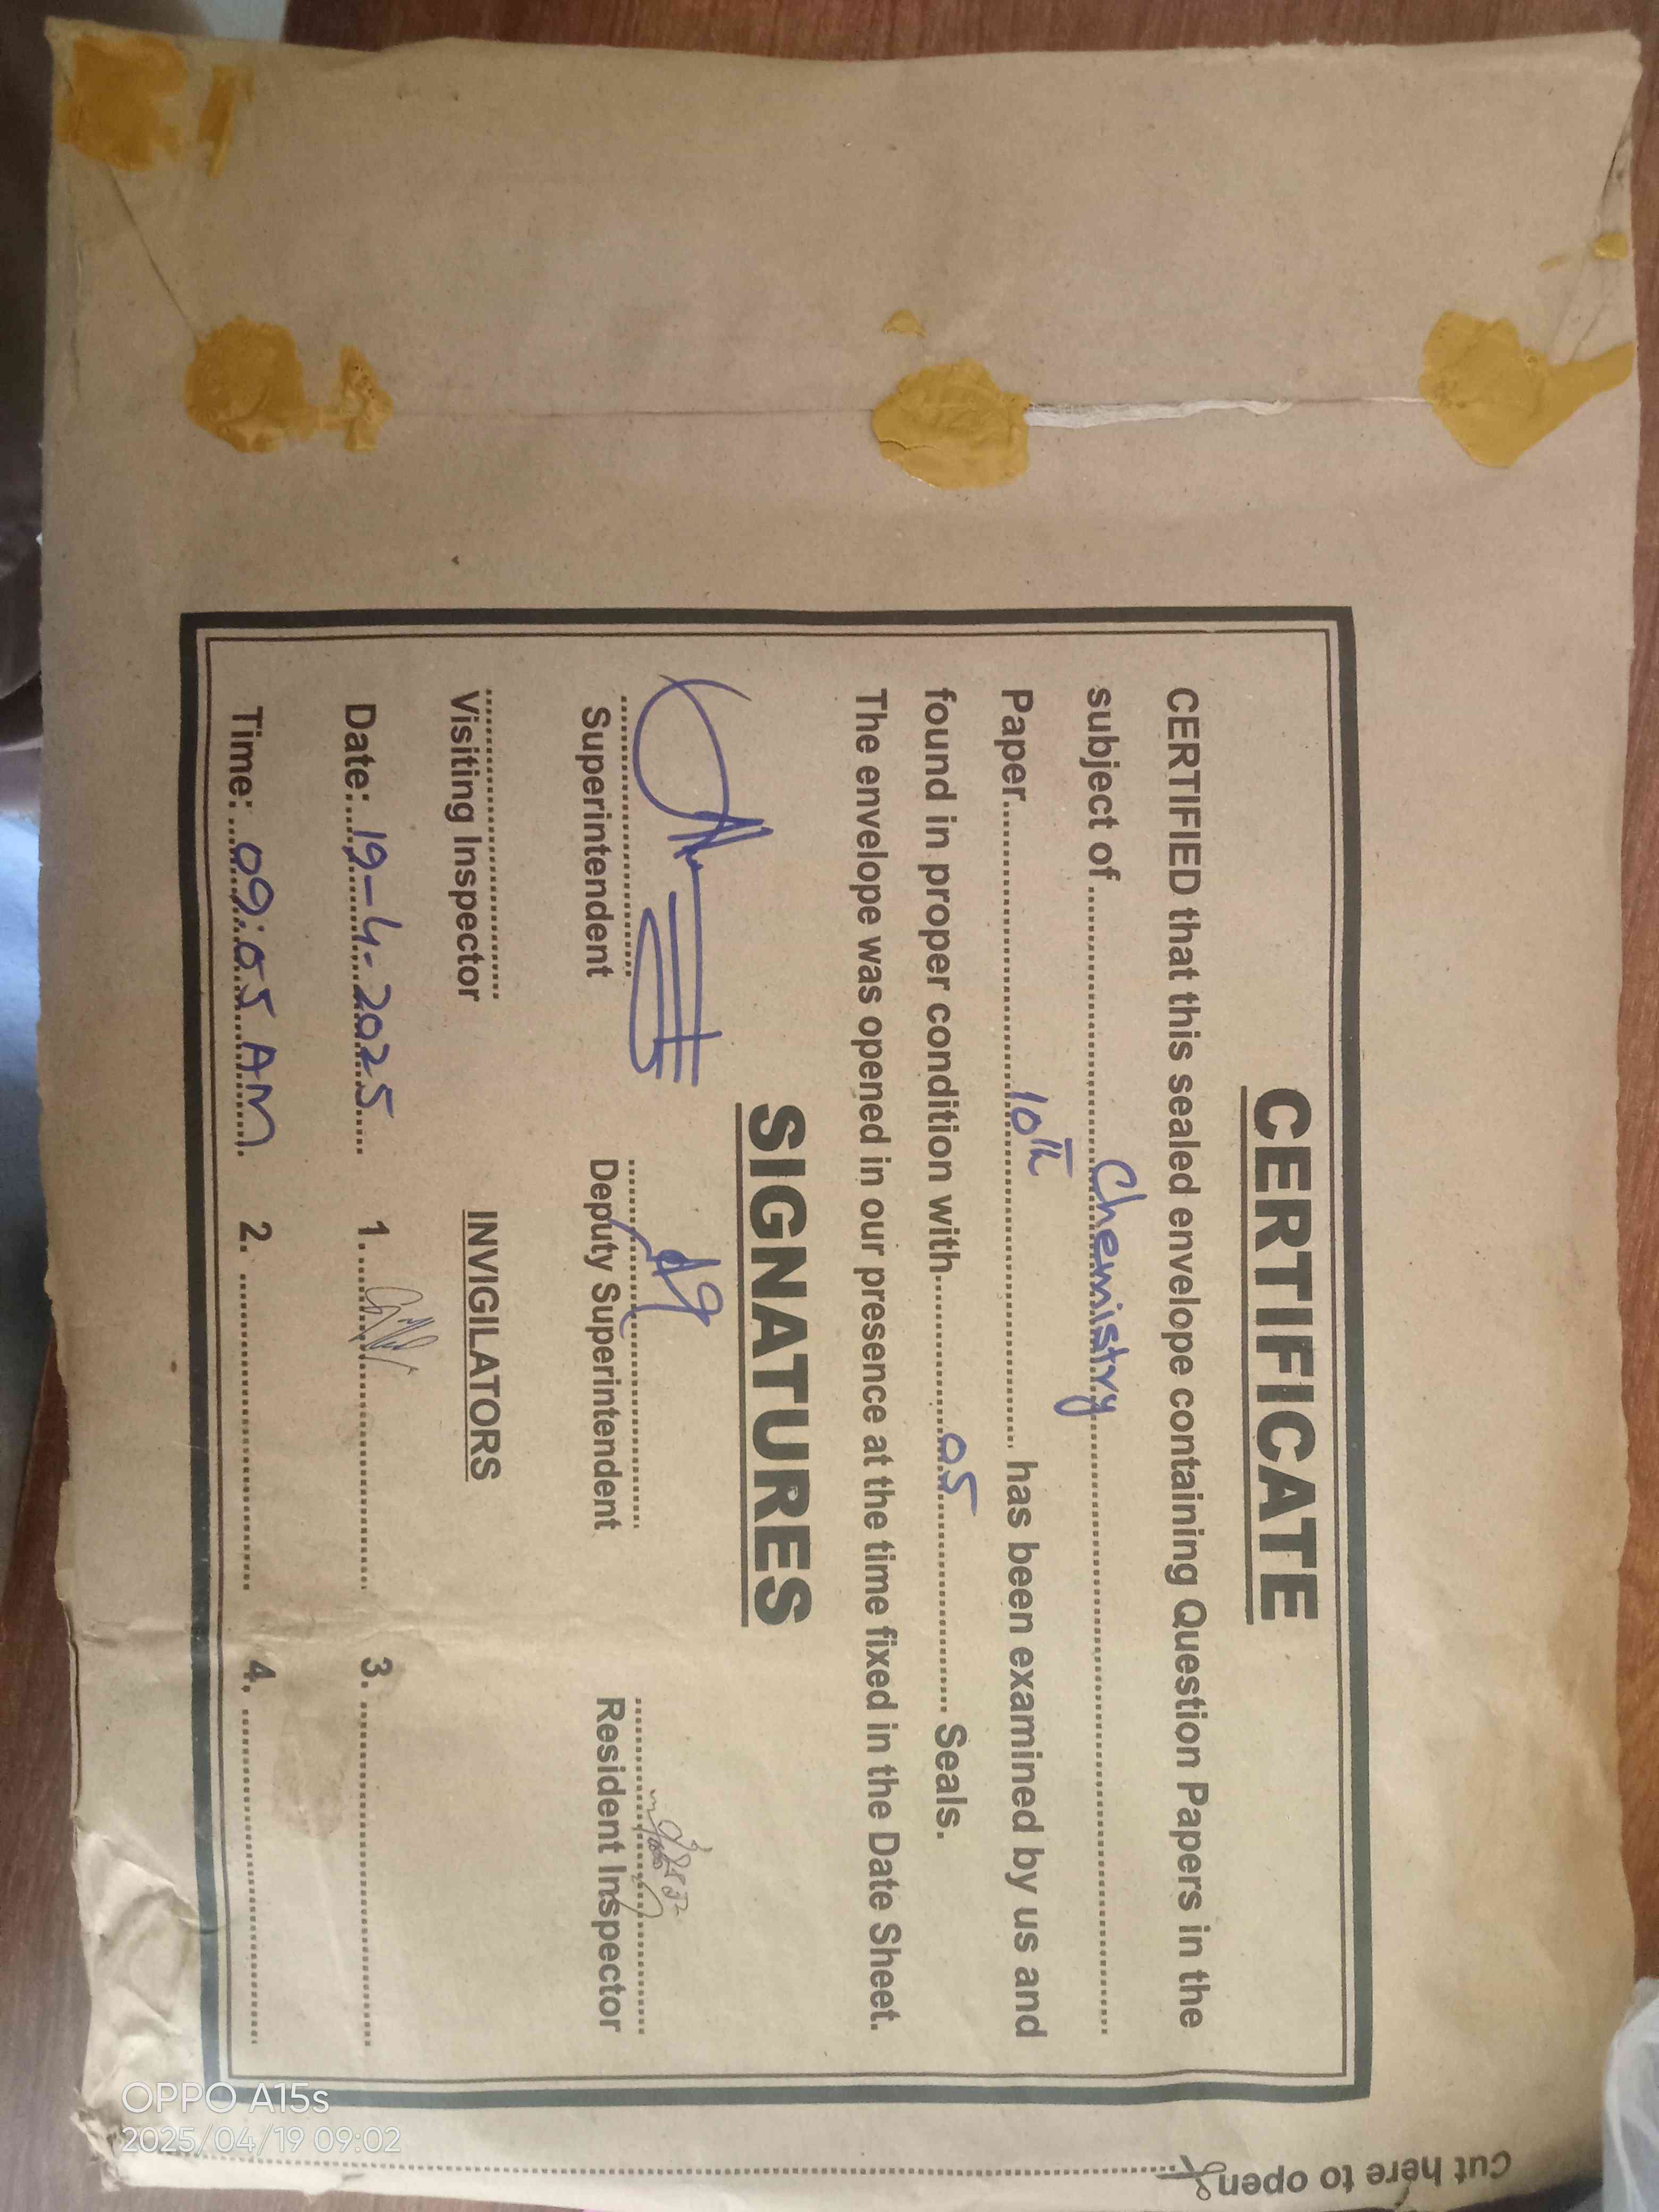 CERTIFICATE
CERTIFIED that this sealed envelope containing Question Papers in the
subject of Chemistry
Paper 10th has been examined by us and
found in proper condition with 05 Seals.
The envelope was opened in our presence at the time fixed in the Date Sheet.
SIGNATURES
Superintendent Deputy Superintendent Resident Inspector
Visiting Inspector INVIGILATORS
Date: 19-4-2025 1. 3.
Time: 09:05 AM 2. 4.
Cut here to open
OPPO A15s
2025/04/19 09:02